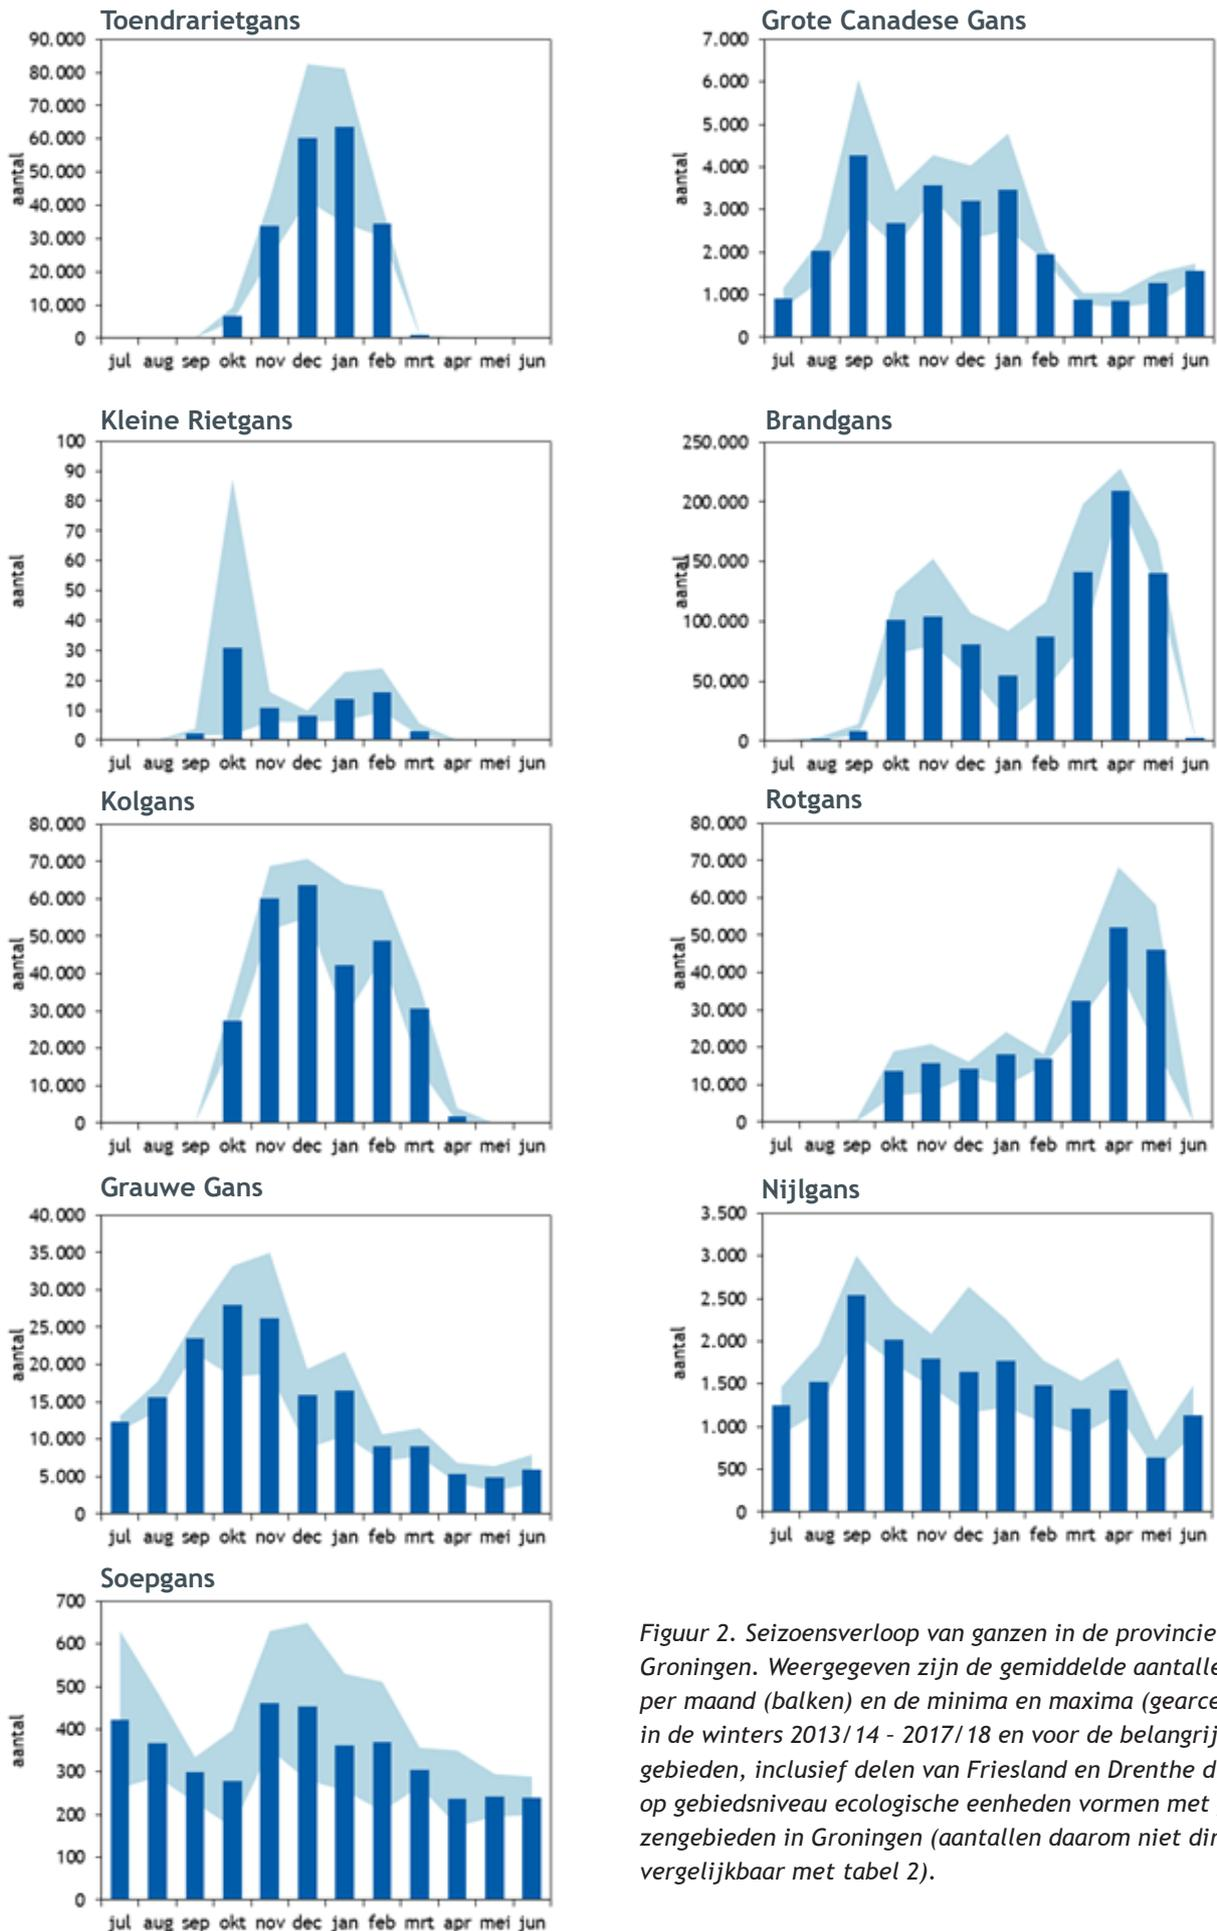 Toendrarietgans
90.000
80.000
70.000
60.000
50.000
40.000
30.000
20.000
10.000
0
aantal
jul aug sep okt nov dec jan feb mrt apr mei jun
Grote Canadese Gans
7.000
6.000
5.000
4.000
3.000
2.000
1.000
0
aantal
jul aug sep okt nov dec jan feb mrt apr mei jun
Kleine Rietgans
100
90
80
70
60
50
40
30
20
10
0
aantal
jul aug sep okt nov dec jan feb mrt apr mei jun
Brandgans
250.000
200.000
150.000
100.000
50.000
0
aantal
jul aug sep okt nov dec jan feb mrt apr mei jun
Kolgans
80.000
70.000
60.000
50.000
40.000
30.000
20.000
10.000
0
aantal
jul aug sep okt nov dec jan feb mrt apr mei jun
Rotgans
80.000
70.000
60.000
50.000
40.000
30.000
20.000
10.000
0
aantal
jul aug sep okt nov dec jan feb mrt apr mei jun
Grauwe Gans
40.000
35.000
30.000
25.000
20.000
15.000
10.000
5.000
0
aantal
jul aug sep okt nov dec jan feb mrt apr mei jun
Nijlgans
3.500
3.000
2.500
2.000
1.500
1.000
500
0
aantal
jul aug sep okt nov dec jan feb mrt apr mei jun
Soepgans
700
600
500
400
300
200
100
0
aantal
jul aug sep okt nov dec jan feb mrt apr mei jun
Figuur 2. Seizoensverloop van ganzen in de provincie
Groningen. Weergegeven zijn de gemiddelde aantalle
per maand (balken) en de minima en maxima (gearce
in de winters 2013/14 - 2017/18 en voor de belangrij
gebieden, inclusief delen van Friesland en Drenthe d
op gebiedsniveau ecologische eenheden vormen met
zengebieden in Groningen (aantallen daarom niet dir
vergelijkbaar met tabel 2).